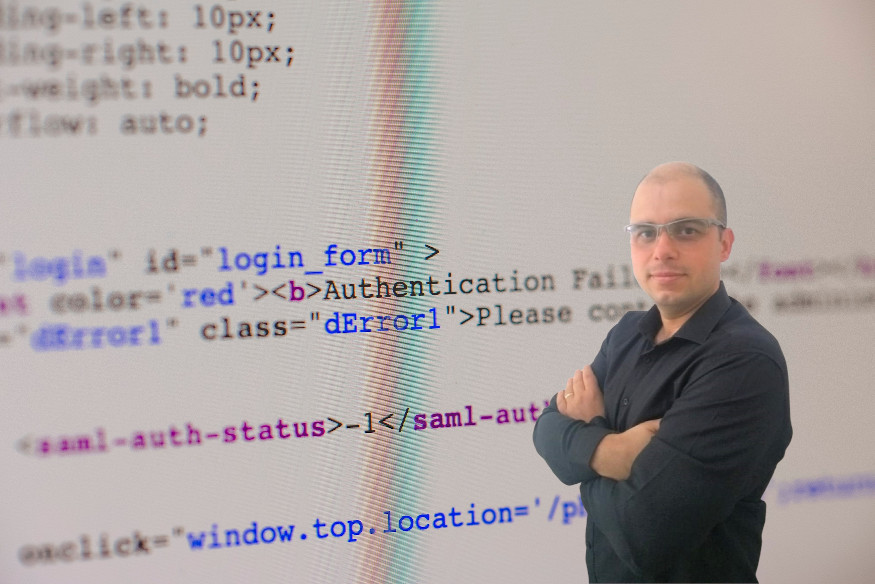 ding-left: 10px;
ding-right: 10px;
-weight: bold;
flow: auto;
"login" id="login_form" >
color='red'><b>Authentication Fail
="dError1" class="dError1">Please con
<saml-auth-status>-1</saml-aut
onclick="window.top.location='/p